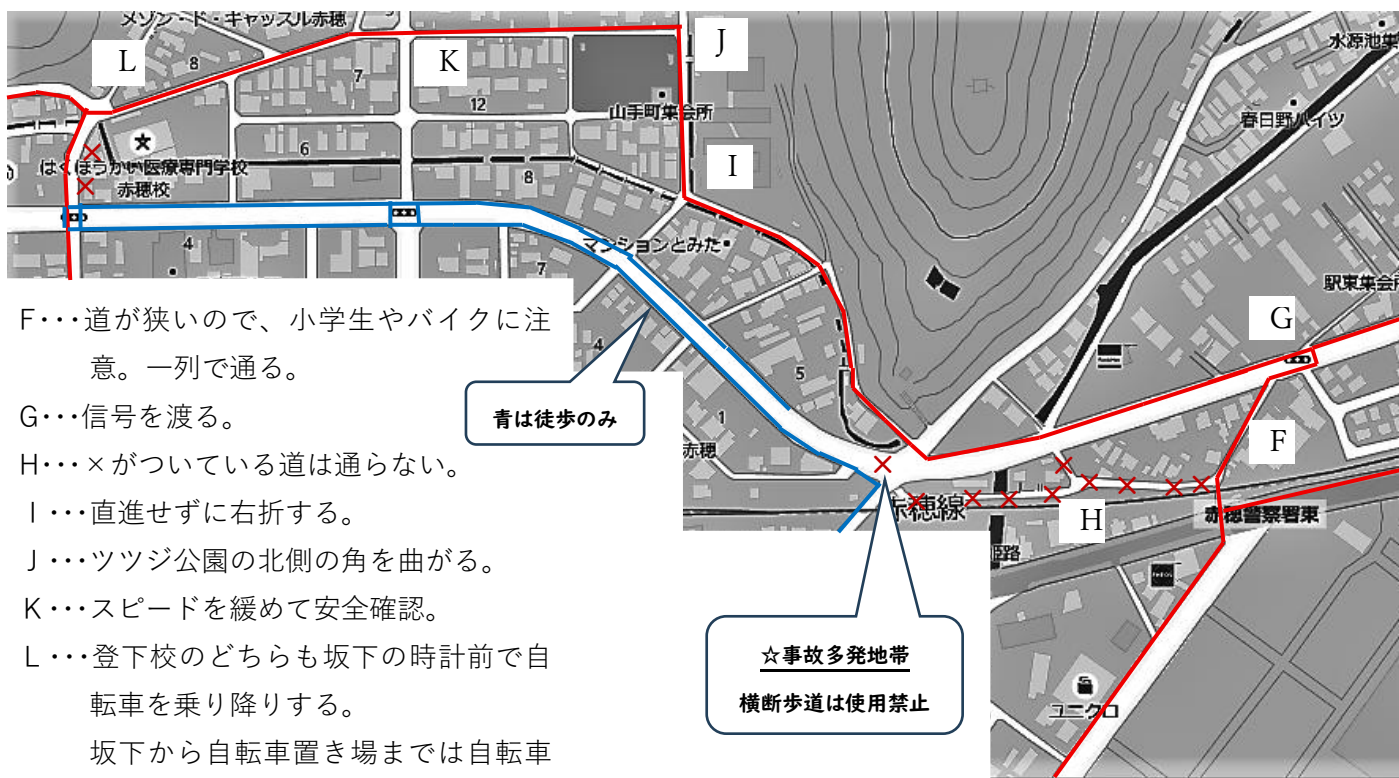 メゾン・ド・キャッスル赤穂
L
8
7
K
12
J
山手町集会所
水源池集
春日野ハイツ
はくほうかい医療専門学校
赤穂校
6
8
I
4
マンションとみた
7
駅東集会所
G
4
5
1
赤穂
青は徒歩のみ
F
赤穂線
H
赤穂警察署東
姫路
ユニクロ
F・・・道が狭いので、小学生やバイクに注
意。一列で通る。
G・・・信号を渡る。
H・・・×がついている道は通らない。
I・・・直進せずに右折する。
J・・・ツツジ公園の北側の角を曲がる。
K・・・スピードを緩めて安全確認。
L・・・登下校のどちらも坂下の時計前で自
転車を乗り降りする。
坂下から自転車置き場までは自転車
☆事故多発地帯
横断歩道は使用禁止